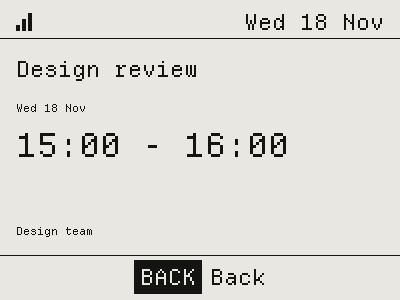 Wed 18 Nov
Design review
Wed 18 Nov
15:00 - 16:00
Design team
BACK Back